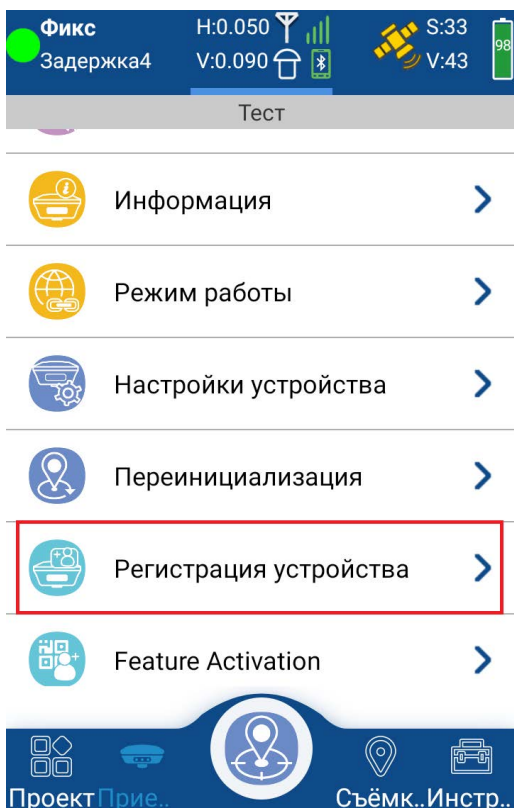 Фикс H:0.050 S:33
Задержка4 V:0.090 V:43
98
Тест
Информация
Режим работы
Настройки устройства
Переинициализация
Регистрация устройства
Feature Activation
Проект Прие.. Съёмк.. Инстр..